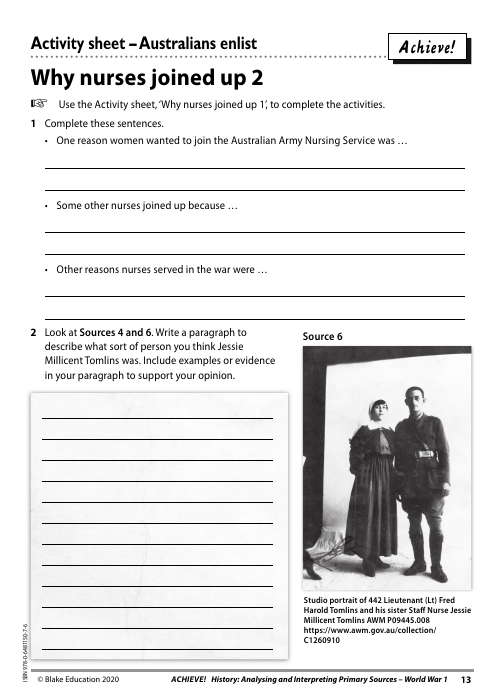 Activity sheet – Australians enlist
Achieve!
Why nurses joined up 2
Use the Activity sheet, 'Why nurses joined up 1', to complete the activities.
1 Complete these sentences.
• One reason women wanted to join the Australian Army Nursing Service was …
• Some other nurses joined up because …
• Other reasons nurses served in the war were …
2 Look at Sources 4 and 6. Write a paragraph to
describe what sort of person you think Jessie
Millicent Tomlins was. Include examples or evidence
in your paragraph to support your opinion.
Source 6
Studio portrait of 442 Lieutenant (Lt) Fred
Harold Tomlins and his sister Staff Nurse Jessie
Millicent Tomlins AWM P09445.008
https://www.awm.gov.au/collection/
C1260910
ISBN 978-0-6481150-7-6
© Blake Education 2020
ACHIEVE! History: Analysing and Interpreting Primary Sources – World War 1 13